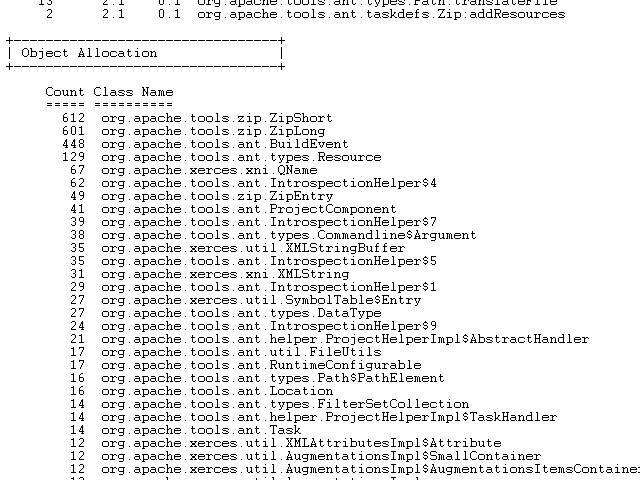 13 2.1 0.1 org.apache.tools.ant.types.Path.translateFile
2 2.1 0.1 org.apache.tools.ant.taskdefs.Zip:addResources
+---------------------------------+
| Object Allocation |
+---------------------------------+
Count Class Name
===== ==========
612 org.apache.tools.zip.ZipShort
601 org.apache.tools.zip.ZipLong
448 org.apache.tools.ant.BuildEvent
129 org.apache.tools.ant.types.Resource
67 org.apache.xerces.xni.QName
62 org.apache.tools.ant.IntrospectionHelper$4
49 org.apache.tools.zip.ZipEntry
41 org.apache.tools.ant.ProjectComponent
39 org.apache.tools.ant.IntrospectionHelper$7
38 org.apache.tools.ant.types.Commandline$Argument
35 org.apache.xerces.util.XMLStringBuffer
35 org.apache.tools.ant.IntrospectionHelper$5
31 org.apache.xerces.xni.XMLString
29 org.apache.tools.ant.IntrospectionHelper$1
27 org.apache.xerces.util.SymbolTable$Entry
27 org.apache.tools.ant.types.DataType
24 org.apache.tools.ant.IntrospectionHelper$9
21 org.apache.tools.ant.helper.ProjectHelperImpl$AbstractHandler
17 org.apache.tools.ant.util.FileUtils
17 org.apache.tools.ant.RuntimeConfigurable
16 org.apache.tools.ant.types.Path$PathElement
16 org.apache.tools.ant.Location
14 org.apache.tools.ant.types.FilterSetCollection
14 org.apache.tools.ant.helper.ProjectHelperImpl$TaskHandler
14 org.apache.tools.ant.Task
12 org.apache.xerces.util.XMLAttributesImpl$Attribute
12 org.apache.xerces.util.AugmentationsImpl$SmallContainer
12 org.apache.xerces.util.AugmentationsImpl$AugmentationsItemsContainer